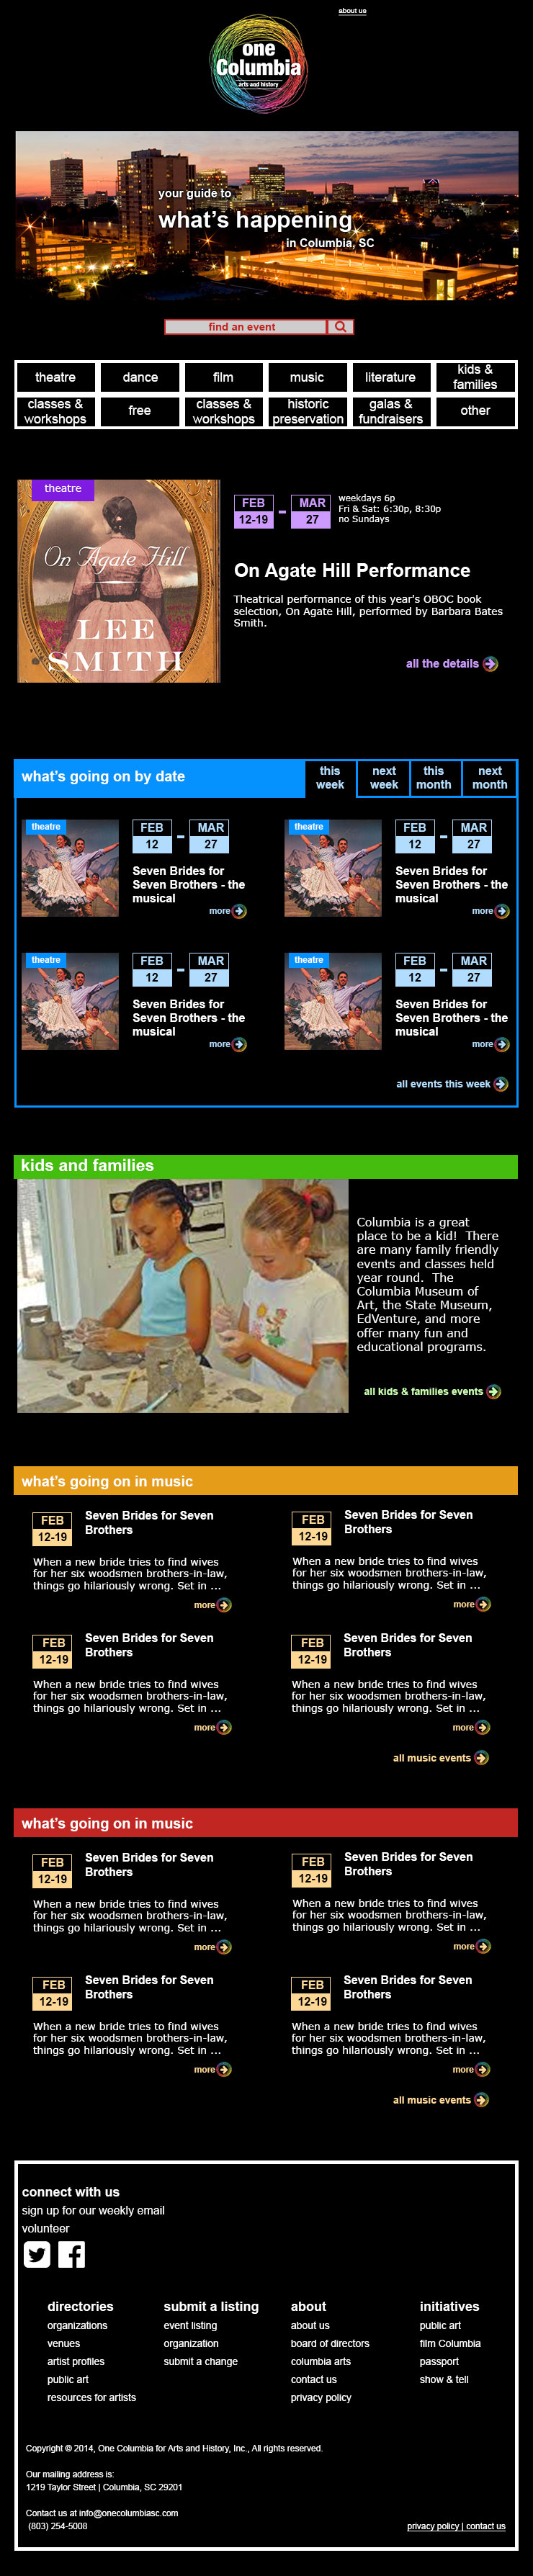 about us
one
Columbia
arts and history
your guide to
what's happening
in Columbia, SC
find an event
theatre
dance
film
music
literature
kids &
families
classes &
workshops
free
classes &
workshops
historic
preservation
galas &
fundraisers
other
theatre
On Agate Hill
LEE
SMITH
FEB
12-19
-
MAR
27
weekdays 6p
Fri & Sat: 6:30p, 8:30p
no Sundays
On Agate Hill Performance
Theatrical performance of this year's OBOC book
selection, On Agate Hill, performed by Barbara Bates
Smith.
all the details
what's going on by date
this
week
next
week
this
month
next
month
theatre
FEB
12
-
MAR
27
Seven Brides for
Seven Brothers - the
musical
more
theatre
FEB
12
-
MAR
27
Seven Brides for
Seven Brothers - the
musical
more
theatre
FEB
12
-
MAR
27
Seven Brides for
Seven Brothers - the
musical
more
theatre
FEB
12
-
MAR
27
Seven Brides for
Seven Brothers - the
musical
more
all events this week
kids and families
Columbia is a great
place to be a kid! There
are many family friendly
events and classes held
year round. The
Columbia Museum of
Art, the State Museum,
EdVenture, and more
offer many fun and
educational programs.
all kids & families events
what's going on in music
FEB
12-19
Seven Brides for Seven
Brothers
When a new bride tries to find wives
for her six woodsmen brothers-in-law,
things go hilariously wrong. Set in ...
more
FEB
12-19
Seven Brides for Seven
Brothers
When a new bride tries to find wives
for her six woodsmen brothers-in-law,
things go hilariously wrong. Set in ...
more
FEB
12-19
Seven Brides for Seven
Brothers
When a new bride tries to find wives
for her six woodsmen brothers-in-law,
things go hilariously wrong. Set in ...
more
FEB
12-19
Seven Brides for Seven
Brothers
When a new bride tries to find wives
for her six woodsmen brothers-in-law,
things go hilariously wrong. Set in ...
more
all music events
what's going on in music
FEB
12-19
Seven Brides for Seven
Brothers
When a new bride tries to find wives
for her six woodsmen brothers-in-law,
things go hilariously wrong. Set in ...
more
FEB
12-19
Seven Brides for Seven
Brothers
When a new bride tries to find wives
for her six woodsmen brothers-in-law,
things go hilariously wrong. Set in ...
more
FEB
12-19
Seven Brides for Seven
Brothers
When a new bride tries to find wives
for her six woodsmen brothers-in-law,
things go hilariously wrong. Set in ...
more
FEB
12-19
Seven Brides for Seven
Brothers
When a new bride tries to find wives
for her six woodsmen brothers-in-law,
things go hilariously wrong. Set in ...
more
all music events
connect with us
sign up for our weekly email
volunteer
directories
organizations
venues
artist profiles
public art
resources for artists
submit a listing
event listing
organization
submit a change
about
about us
board of directors
columbia arts
contact us
privacy policy
initiatives
public art
film Columbia
passport
show & tell
Copyright © 2014, One Columbia for Arts and History, Inc., All rights reserved.
Our mailing address is:
1219 Taylor Street | Columbia, SC 29201
Contact us at info@onecolumbiasc.com
(803) 254-5008
privacy policy | contact us